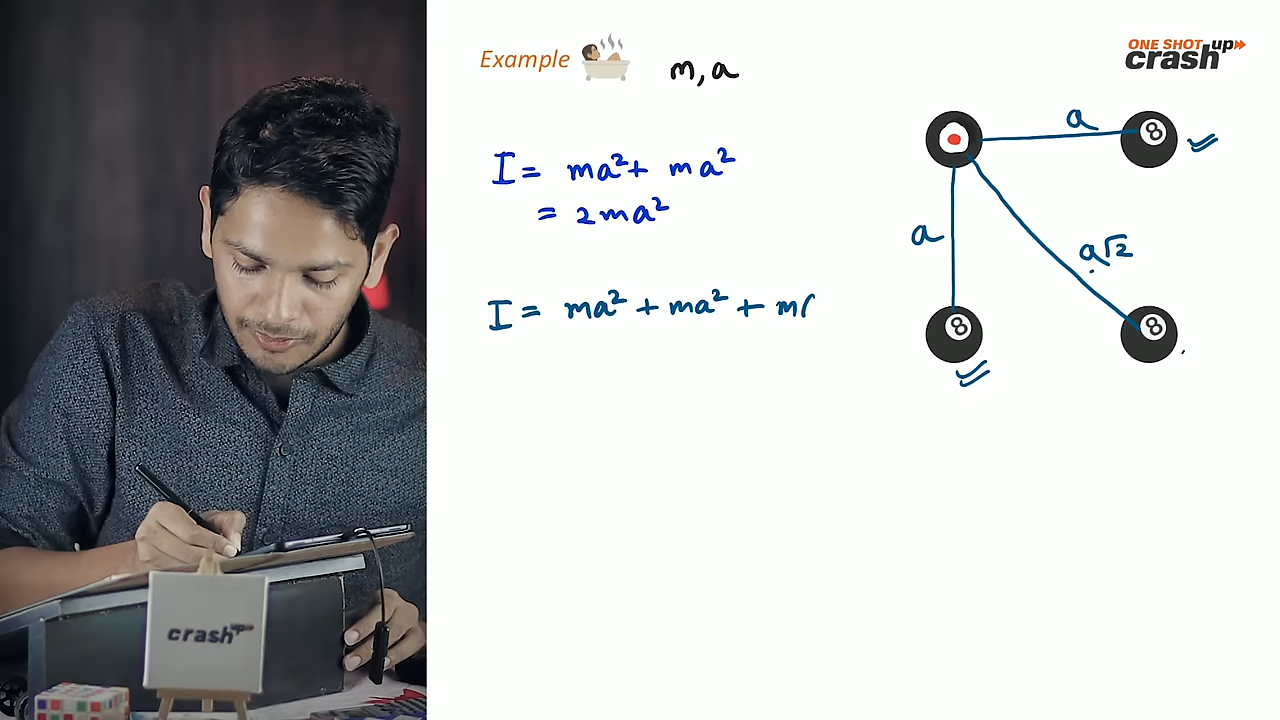 Example
m, a
ONE SHOT
crash up
I = ma² + ma²
= 2ma²
I = ma² + ma² + m(
a
8
a
a√2
8
8
crash up